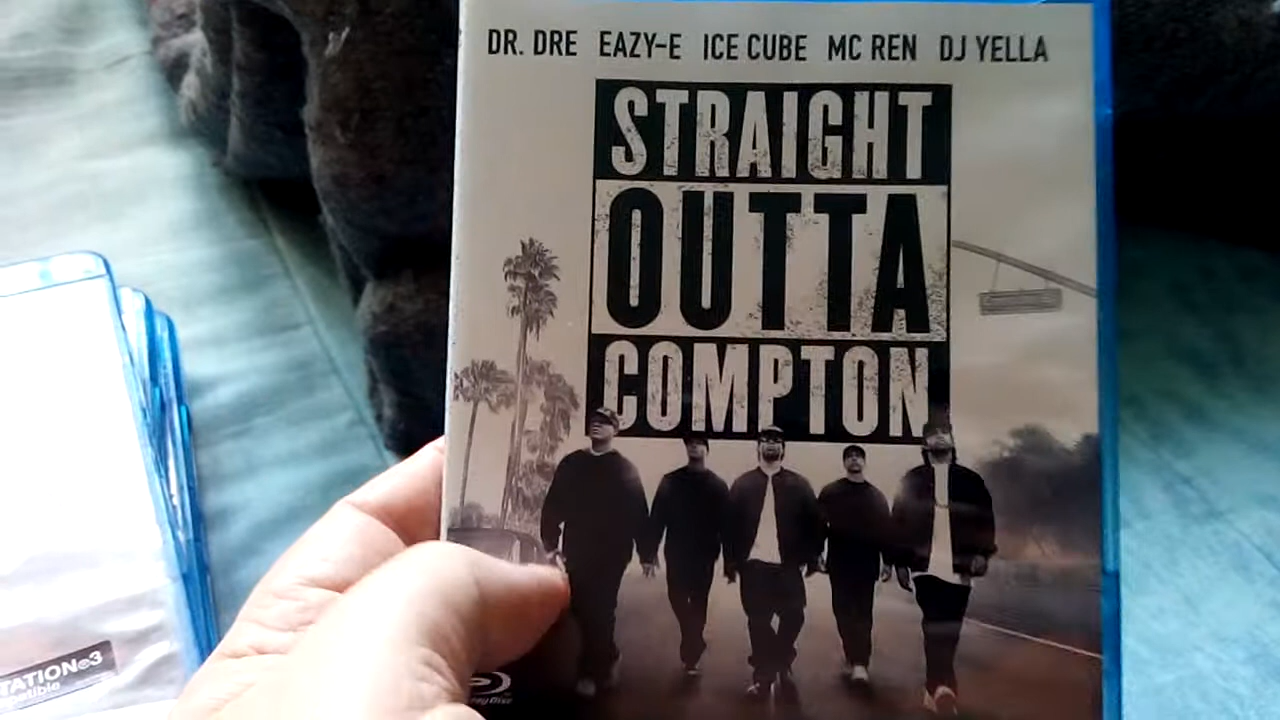 DR. DRE EAZY-E ICE CUBE MC REN DJ YELLA
STRAIGHT
OUTTA
COMPTON